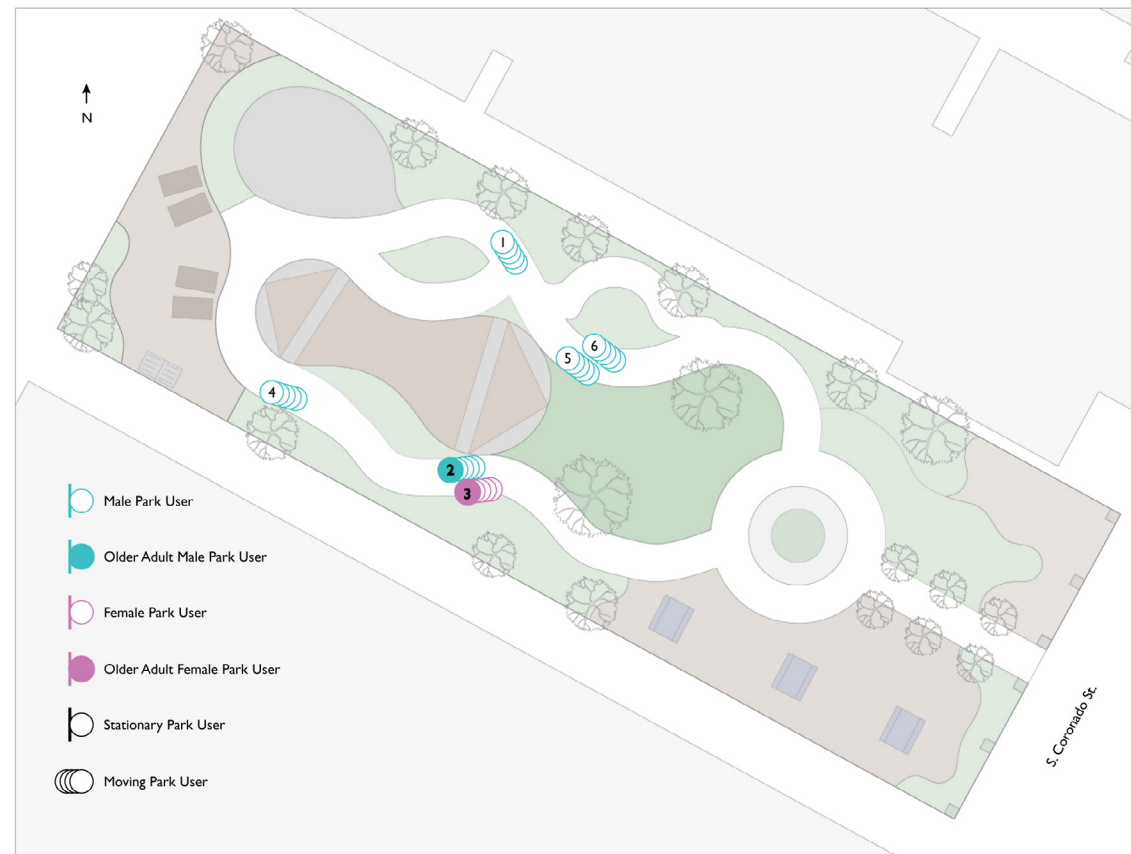 N
1
6
5
4
2
3
Male Park User
Older Adult Male Park User
Female Park User
Older Adult Female Park User
Stationary Park User
Moving Park User
S. Coronado St.